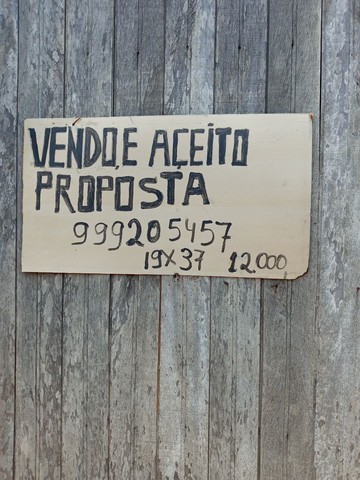 VENDO,E ACEITO
PROPOSTA
999205457
19X37 12.000